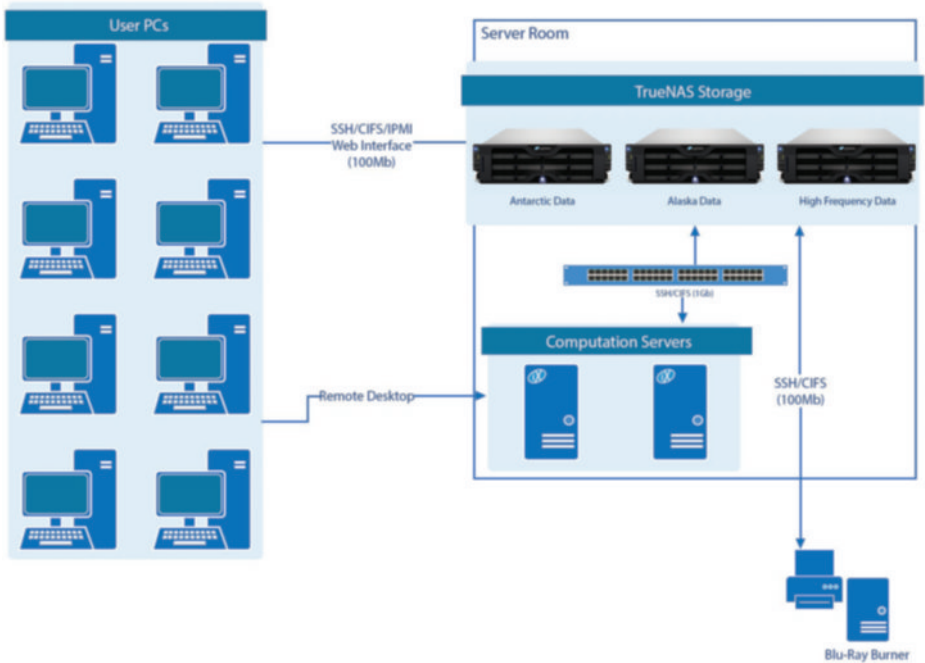 User PCs
Server Room
TrueNAS Storage
SSH/CIFS/IPMI
Web Interface
(100Mb)
Antarctic Data
Alaska Data
High Frequency Data
SSH/CIFS (1Gb)
Computation Servers
Remote Desktop
SSH/CIFS
(100Mb)
Blu-Ray Burner